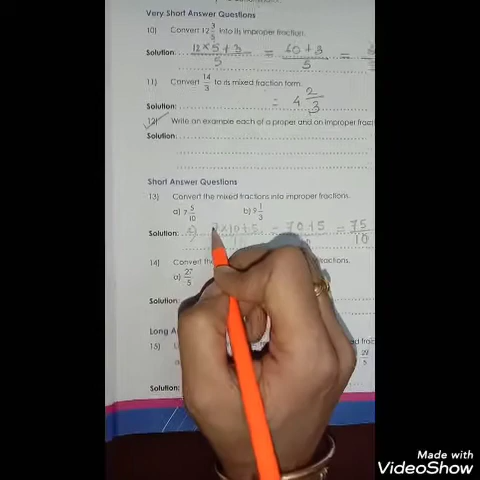 Very Short Answer Questions
10) Convert 12 3/5 into its improper fraction.
Solution: 12 × 5 + 3 / 5 = 60 + 3 / 5 =
11) Convert 14/3 to its mixed fraction form.
Solution: = 4 2/3
12) Write an example each of a proper and an improper fract
Solution:
Short Answer Questions
13) Convert the mixed fractions into improper fractions.
a) 7 5/10 b) 9 1/3
Solution: a) 7 × 10 + 5 / 10 = 70 + 5 = 75/10
14) Convert ractions.
a) 27/5
Solution:
Long A
15)
Solution:
Made with
VideoShow